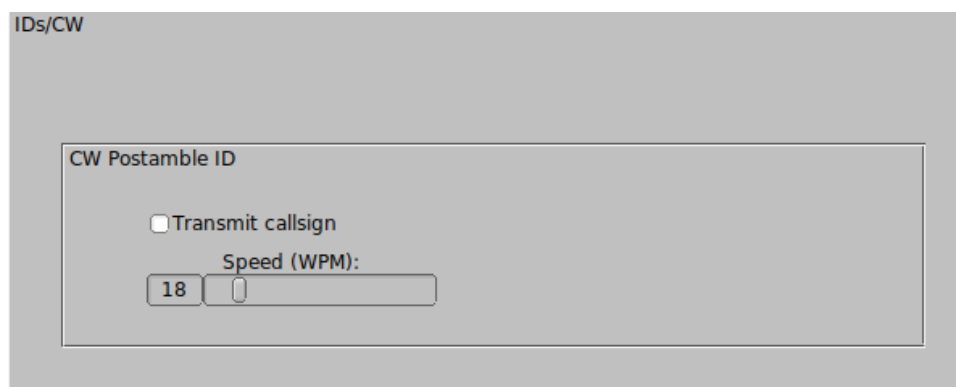 IDs/CW
CW Postamble ID
Transmit callsign
Speed (WPM):
18